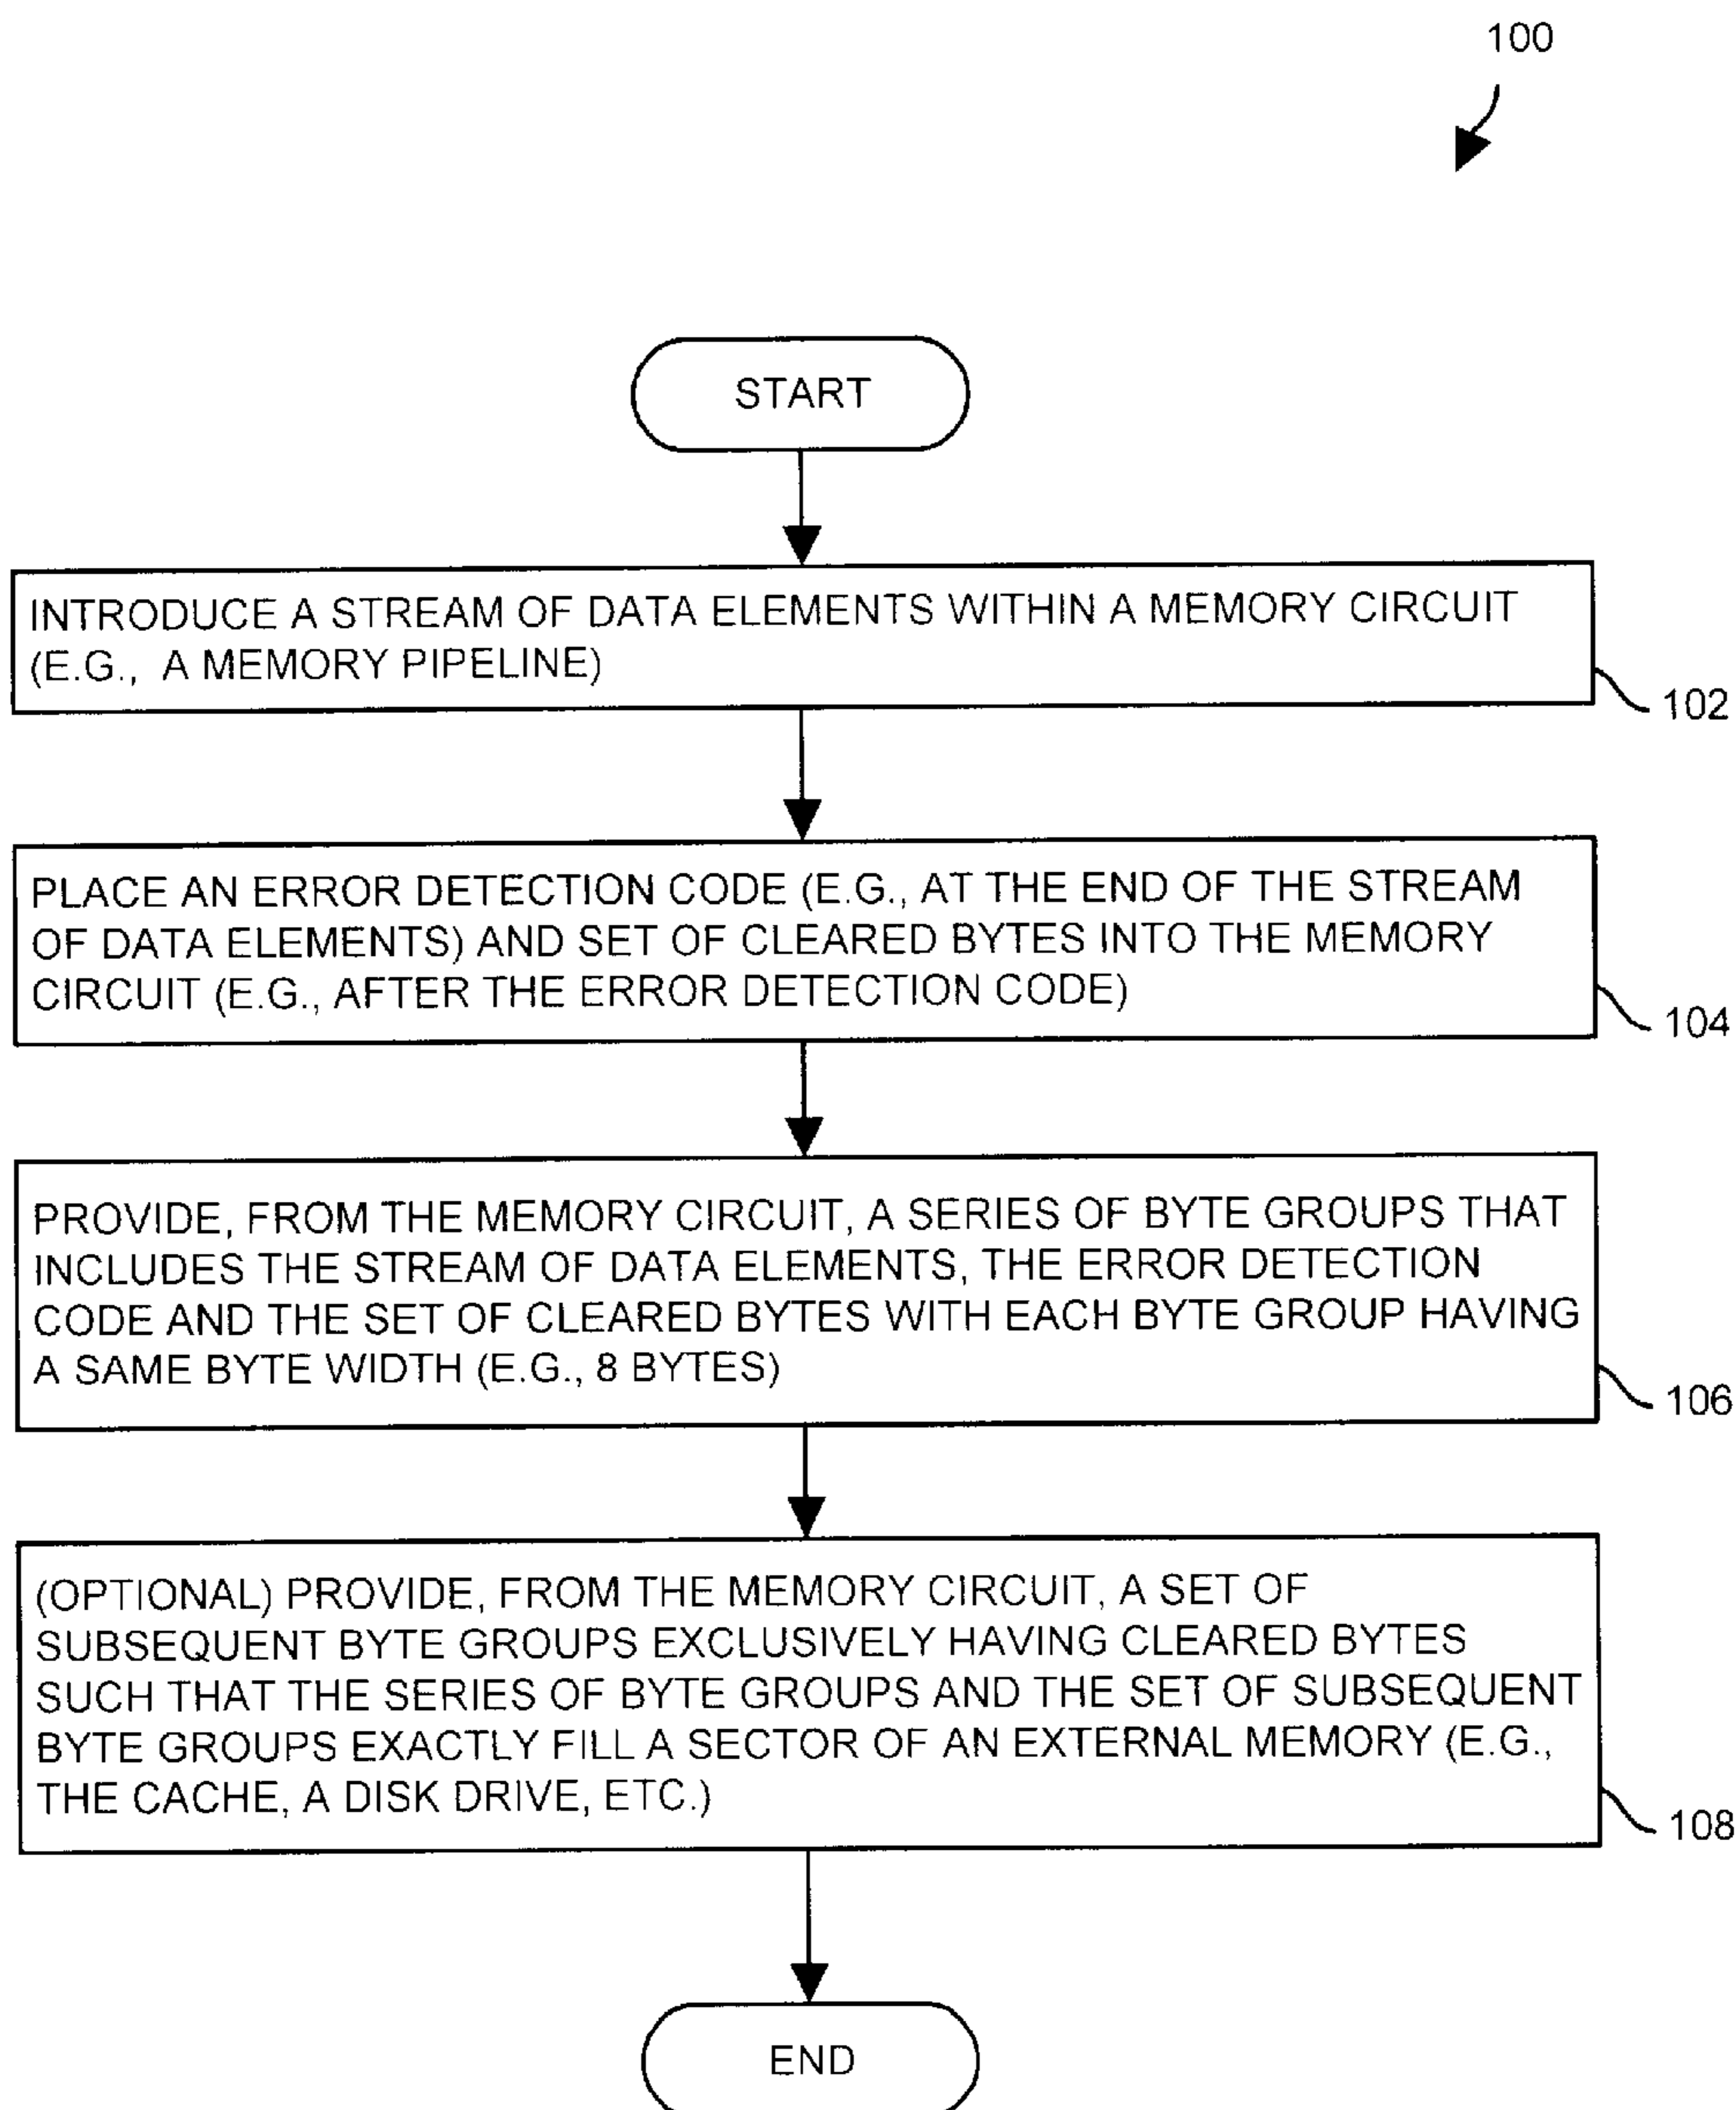 100
START
INTRODUCE A STREAM OF DATA ELEMENTS WITHIN A MEMORY CIRCUIT
(E.G., A MEMORY PIPELINE)
102
PLACE AN ERROR DETECTION CODE (E.G., AT THE END OF THE STREAM
OF DATA ELEMENTS) AND SET OF CLEARED BYTES INTO THE MEMORY
CIRCUIT (E.G., AFTER THE ERROR DETECTION CODE)
104
PROVIDE, FROM THE MEMORY CIRCUIT, A SERIES OF BYTE GROUPS THAT
INCLUDES THE STREAM OF DATA ELEMENTS, THE ERROR DETECTION
CODE AND THE SET OF CLEARED BYTES WITH EACH BYTE GROUP HAVING
A SAME BYTE WIDTH (E.G., 8 BYTES)
106
(OPTIONAL) PROVIDE, FROM THE MEMORY CIRCUIT, A SET OF
SUBSEQUENT BYTE GROUPS EXCLUSIVELY HAVING CLEARED BYTES
SUCH THAT THE SERIES OF BYTE GROUPS AND THE SET OF SUBSEQUENT
BYTE GROUPS EXACTLY FILL A SECTOR OF AN EXTERNAL MEMORY (E.G.,
THE CACHE, A DISK DRIVE, ETC.)
108
END